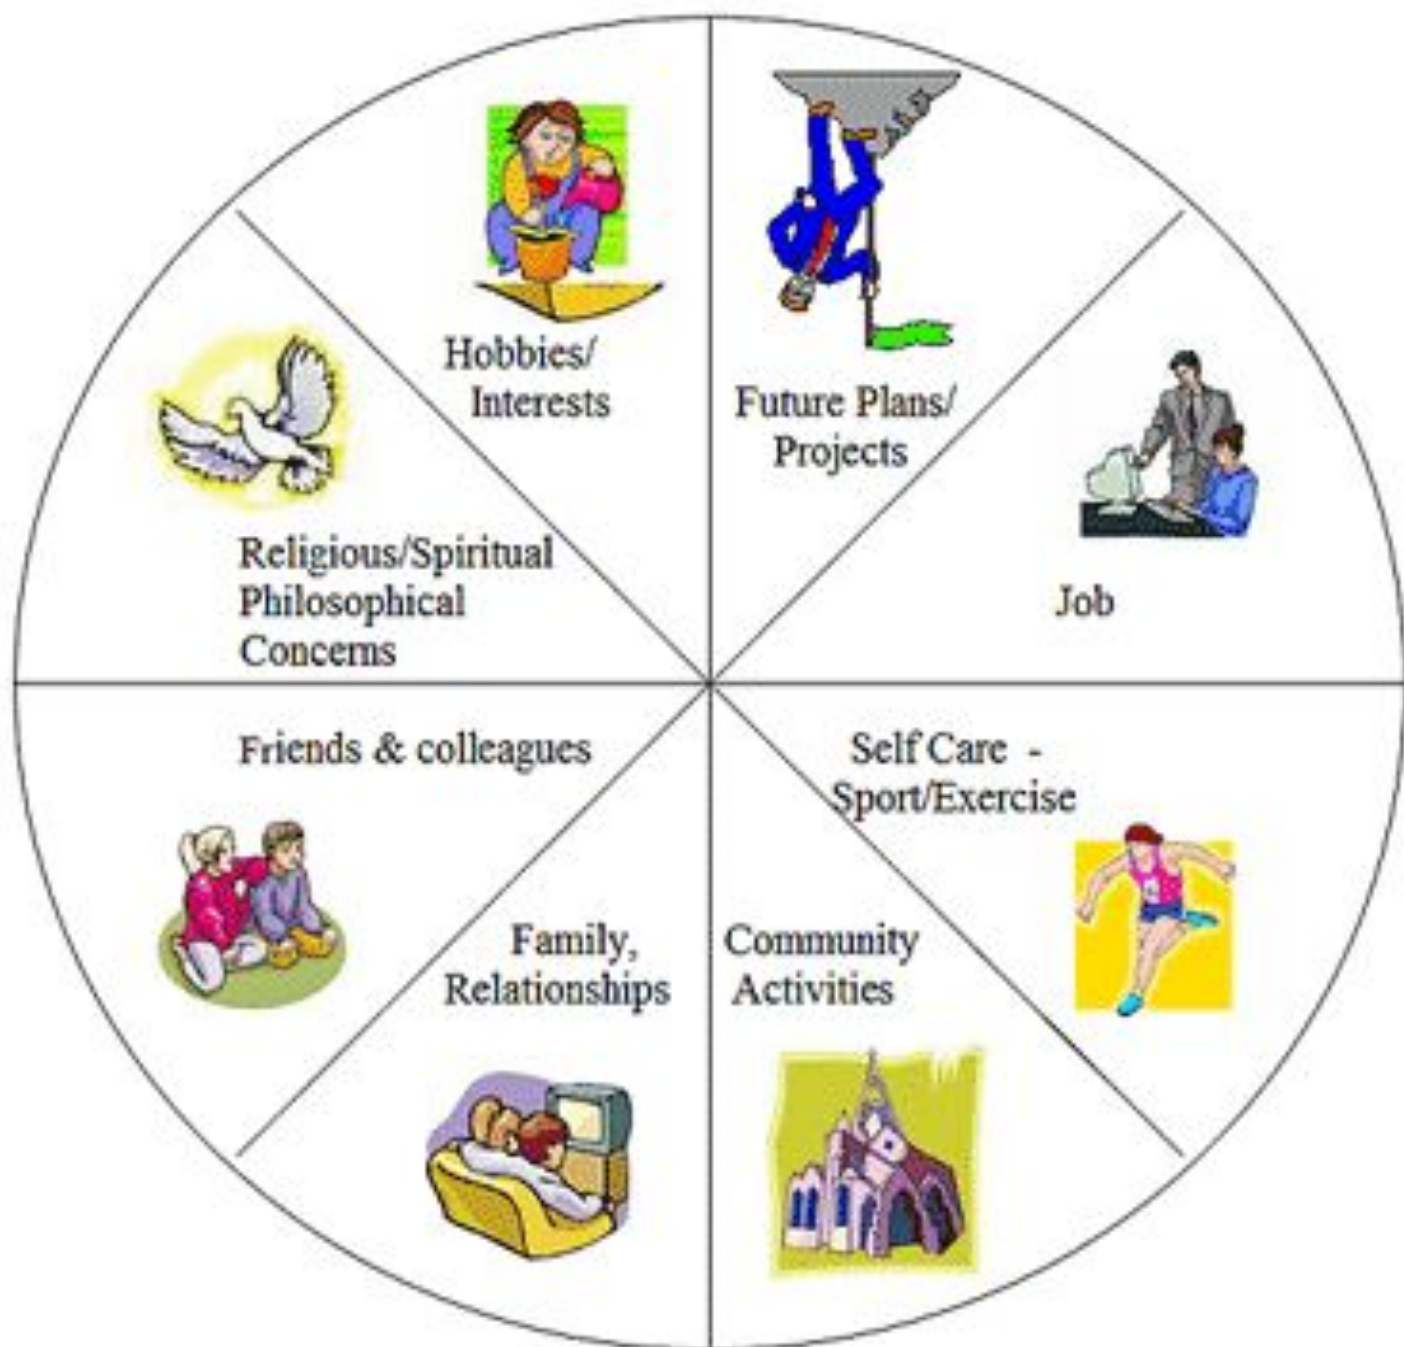 Hobbies/
Interests
Future Plans/
Projects
Religious/Spiritual
Philosophical
Concerns
Job
Friends & colleagues
Self Care -
Sport/Exercise
Family,
Relationships
Community
Activities